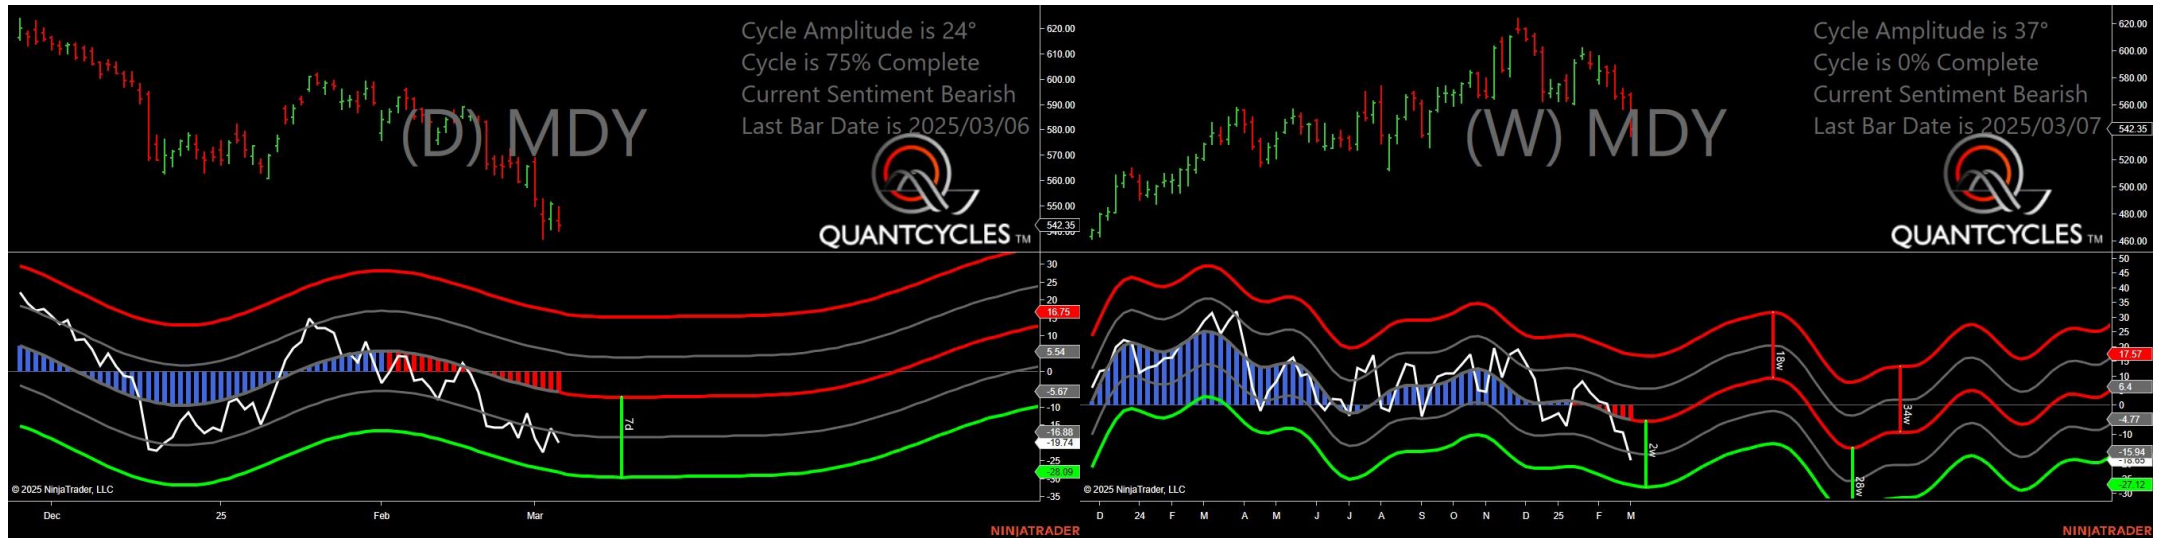 Cycle Amplitude is 24°
Cycle is 75% Complete
Current Sentiment Bearish
Last Bar Date is 2025/03/06
(D) MDY
QUANTCYCLES TM
620.00
610.00
600.00
590.00
580.00
570.00
560.00
550.00
542.35
30
25
20
16.75
10
5.54
0
-5.67
-10
-16.88
-19.74
-25
-28.09
-35
7d
© 2025 NinjaTrader, LLC
Dec
25
Feb
Mar
NINJATRADER
Cycle Amplitude is 37°
Cycle is 0% Complete
Current Sentiment Bearish
Last Bar Date is 2025/03/07
(W) MDY
QUANTCYCLES TM
620.00
600.00
580.00
560.00
542.35
520.00
500.00
480.00
460.00
50
45
40
35
30
25
17.57
10
6.4
0
-4.77
-10
-15.94
-18.65
-27.12
-30
2w
18w
28w
34w
© 2025 NinjaTrader, LLC
D 24 F M A M J J A S O N D 25 F M
NINJATRADER